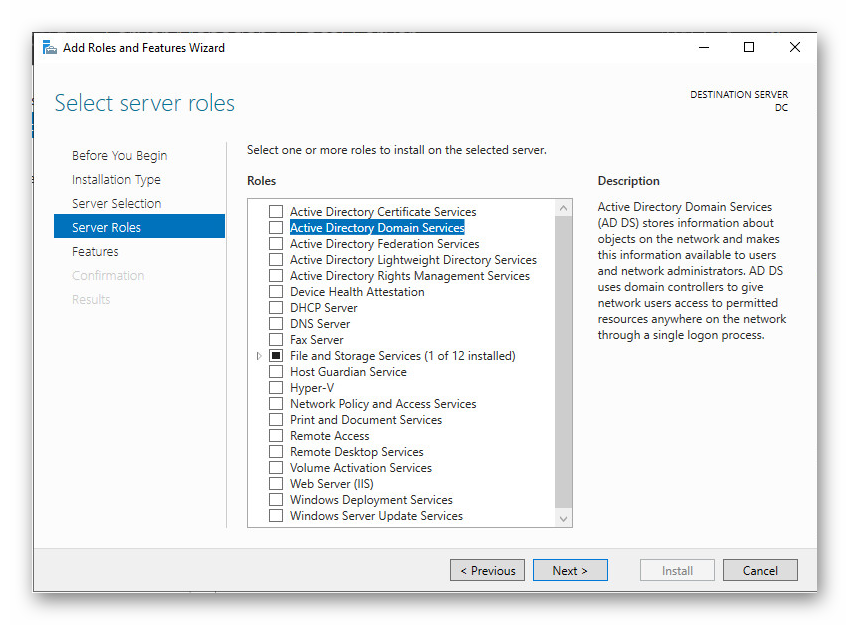 Add Roles and Features Wizard
Select server roles
DESTINATION SERVER
DC
Before You Begin
Installation Type
Server Selection
Server Roles
Features
Confirmation
Results
Select one or more roles to install on the selected server.
Roles
Active Directory Certificate Services
Active Directory Domain Services
Active Directory Federation Services
Active Directory Lightweight Directory Services
Active Directory Rights Management Services
Device Health Attestation
DHCP Server
DNS Server
Fax Server
File and Storage Services (1 of 12 installed)
Host Guardian Service
Hyper-V
Network Policy and Access Services
Print and Document Services
Remote Access
Remote Desktop Services
Volume Activation Services
Web Server (IIS)
Windows Deployment Services
Windows Server Update Services
Description
Active Directory Domain Services
(AD DS) stores information about
objects on the network and makes
this information available to users
and network administrators. AD DS
uses domain controllers to give
network users access to permitted
resources anywhere on the network
through a single logon process.
< Previous
Next >
Install
Cancel